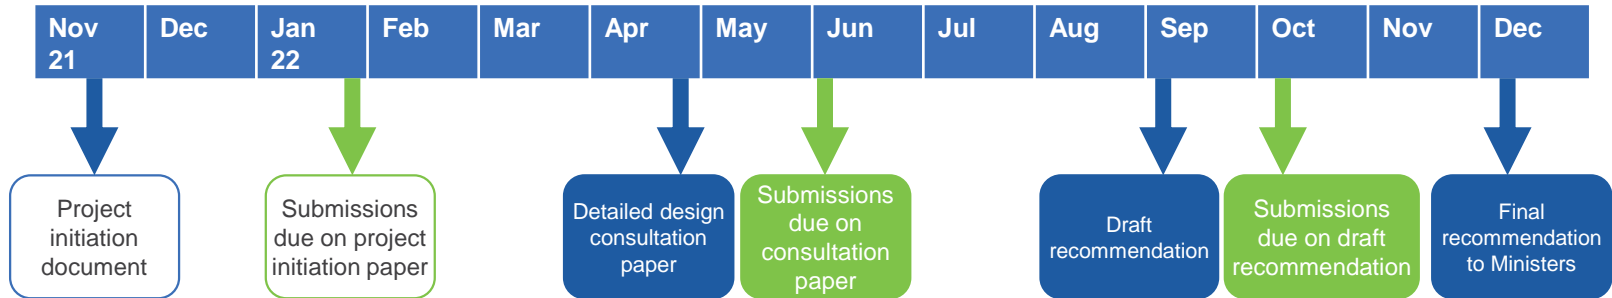 Nov 21
Dec
Jan 22
Feb
Mar
Apr
May
Jun
Jul
Aug
Sep
Oct
Nov
Dec
Project
initiation
document
Submissions
due on project
initiation paper
Detailed design
consultation
paper
Submissions
due on
consultation
paper
Draft
recommendation
Submissions
due on draft
recommendation
Final
recommendation
to Ministers